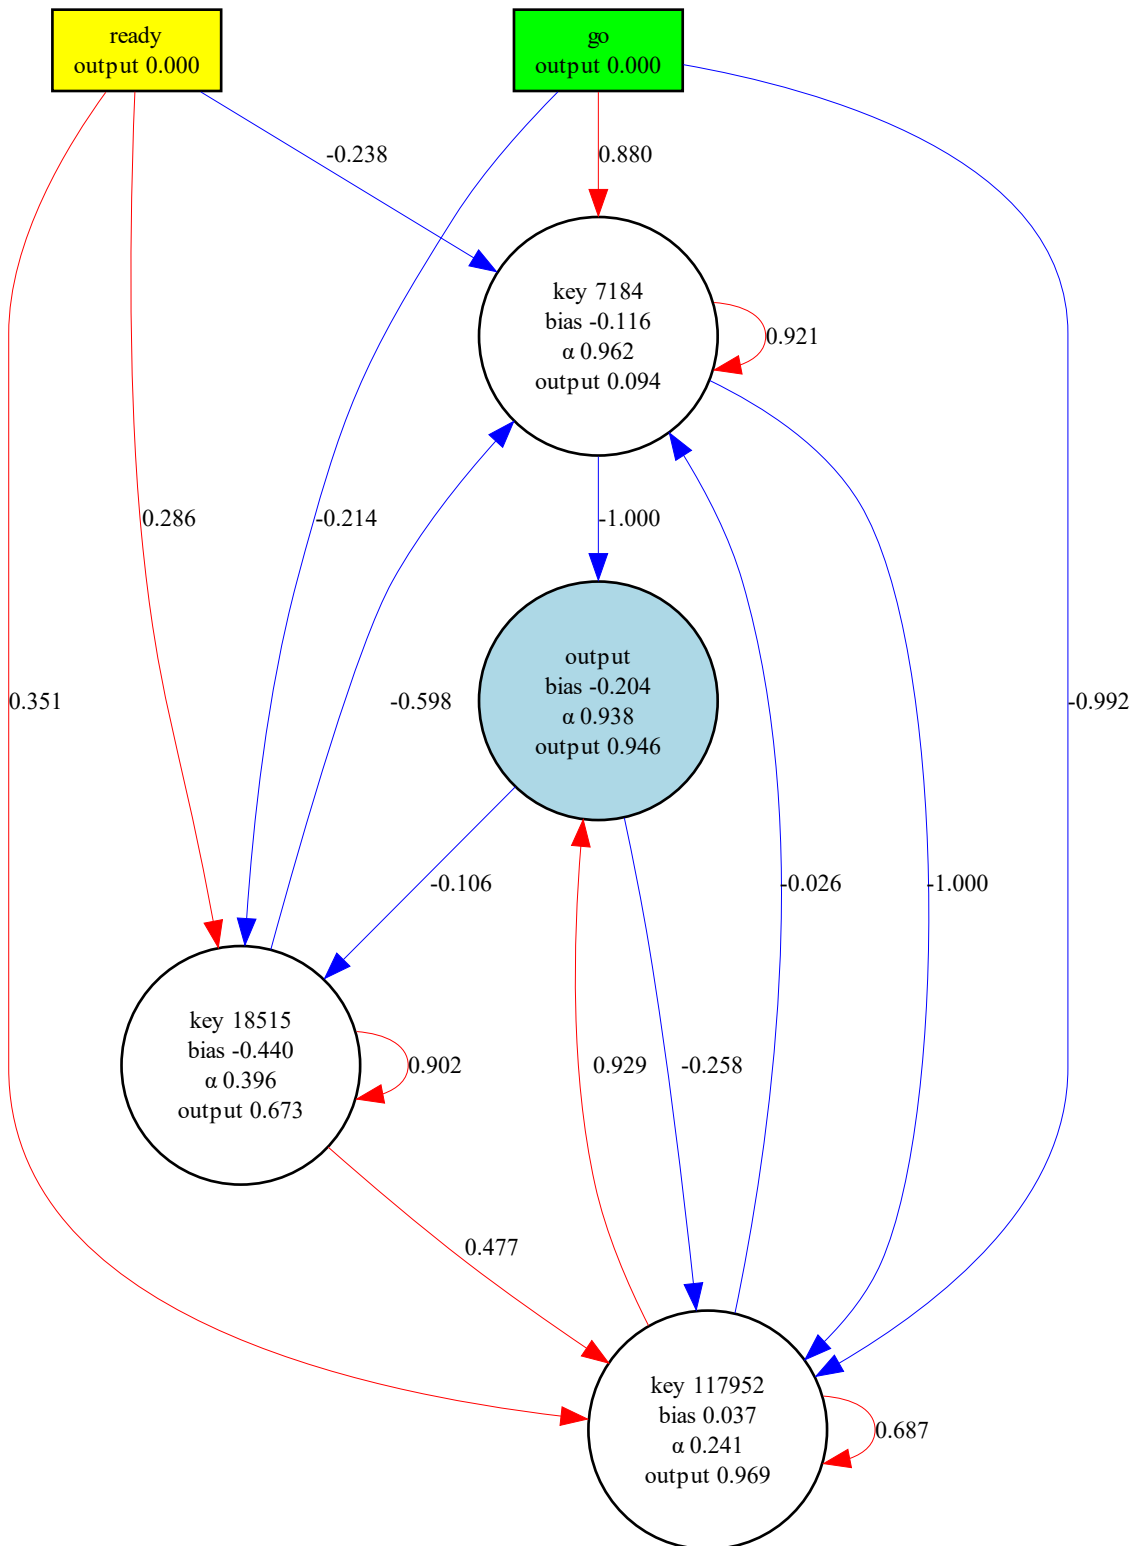 ready
output 0.000
go
output 0.000
-0.238
0.880
key 7184
bias -0.116
α 0.962
output 0.094
0.921
0.286
-0.214
-1.000
output
bias -0.204
α 0.938
output 0.946
0.351
-0.598
-0.992
-0.106
-0.026
-1.000
key 18515
bias -0.440
α 0.396
output 0.673
0.902
0.929
-0.258
0.477
key 117952
bias 0.037
α 0.241
output 0.969
0.687